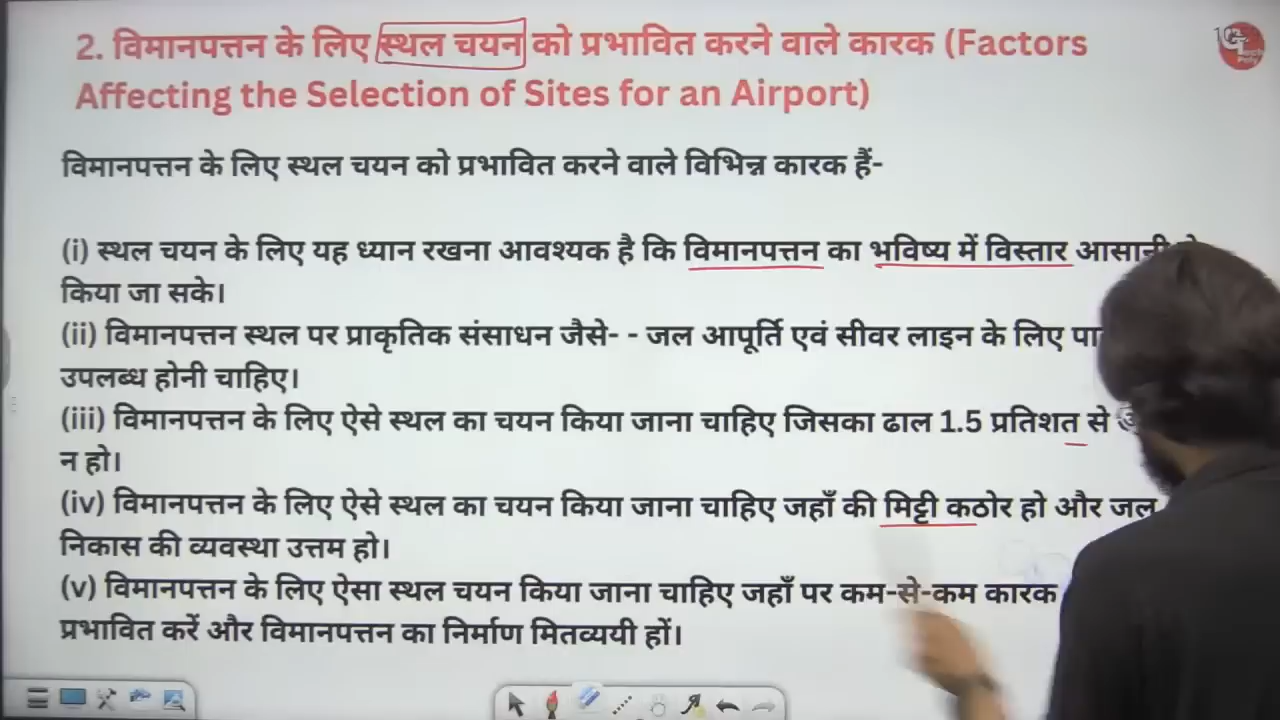 2. विमानपत्तन के लिए स्थल चयन को प्रभावित करने वाले कारक (Factors
Affecting the Selection of Sites for an Airport)
विमानपत्तन के लिए स्थल चयन को प्रभावित करने वाले विभिन्न कारक हैं-
(i) स्थल चयन के लिए यह ध्यान रखना आवश्यक है कि विमानपत्तन का भविष्य में विस्तार आसानी
किया जा सके।
(ii) विमानपत्तन स्थल पर प्राकृतिक संसाधन जैसे- - जल आपूर्ति एवं सीवर लाइन के लिए
उपलब्ध होनी चाहिए।
(iii) विमानपत्तन के लिए ऐसे स्थल का चयन किया जाना चाहिए जिसका ढाल 1.5 प्रतिशत से
न हो।
(iv) विमानपत्तन के लिए ऐसे स्थल का चयन किया जाना चाहिए जहाँ की मिट्टी कठोर हो और जल
निकास की व्यवस्था उत्तम हो।
(v) विमानपत्तन के लिए ऐसा स्थल चयन किया जाना चाहिए जहाँ पर कम-से-कम कारक
प्रभावित करें और विमानपत्तन का निर्माण मितव्ययी हों।